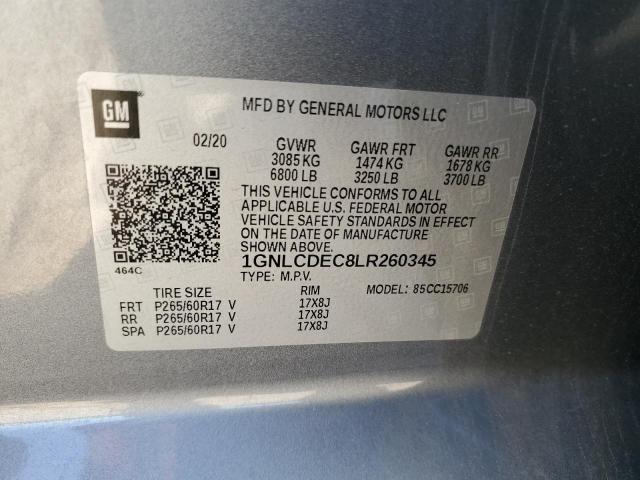 GM
MFD BY GENERAL MOTORS LLC
02/20 GVWR GAWR FRT GAWR RR
3085 KG 1474 KG 1678 KG
6800 LB 3250 LB 3700 LB
THIS VEHICLE CONFORMS TO ALL
APPLICABLE U.S. FEDERAL MOTOR
VEHICLE SAFETY STANDARDS IN EFFECT
ON THE DATE OF MANUFACTURE
SHOWN ABOVE.
464C
1GNLCDEC8LR260345
TYPE: M.P.V.
TIRE SIZE RIM MODEL: 85CC15706
FRT P265/60R17 V 17X8J
RR P265/60R17 V 17X8J
SPA P265/60R17 V 17X8J